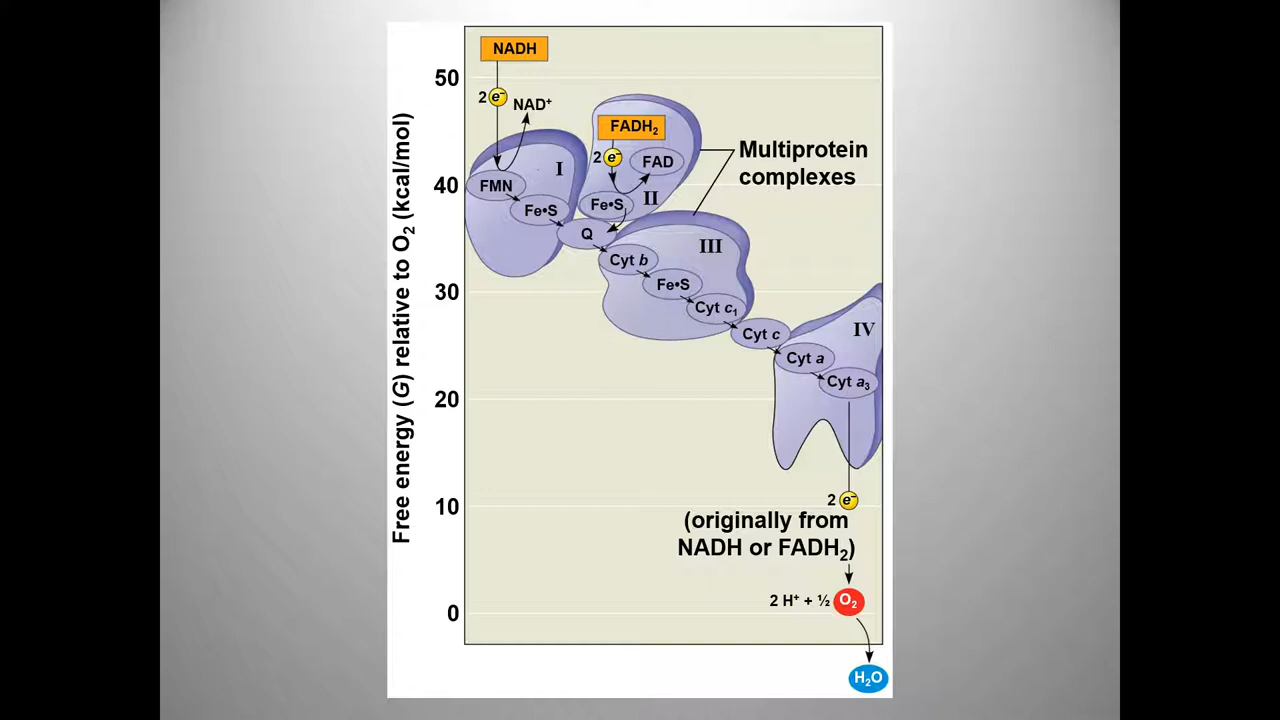 NADH
50
2 e⁻
NAD⁺
FADH₂
Multiprotein
complexes
2 e⁻
FAD
I
40
FMN
Fe•S
Fe•S
II
Q
III
Cyt b
30
Fe•S
Cyt c₁
Cyt c
IV
Cyt a
Cyt a₃
20
Free energy (G) relative to O₂ (kcal/mol)
10
2 e⁻
(originally from
NADH or FADH₂)
2 H⁺ + ½ O₂
0
H₂O